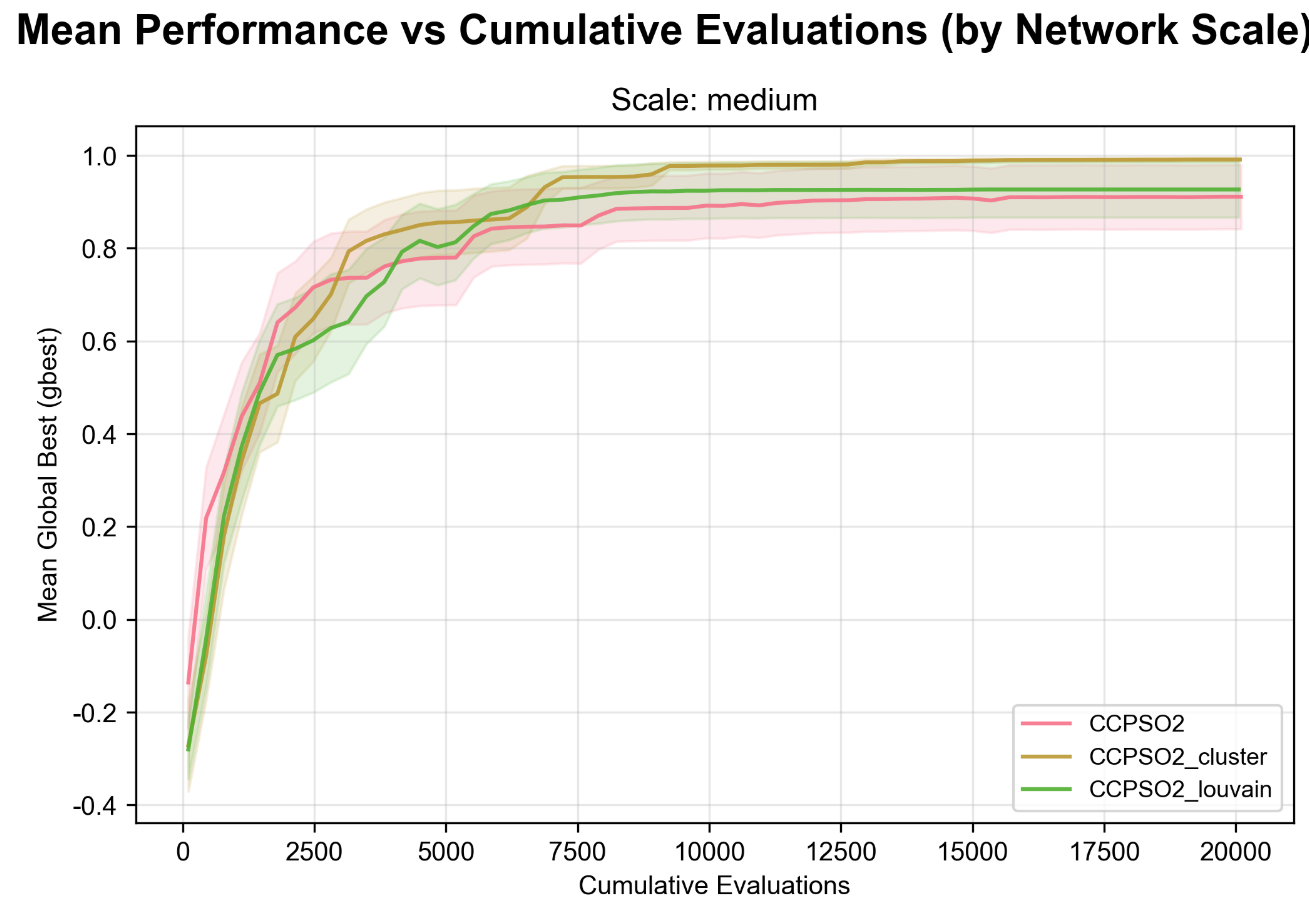 Mean Performance vs Cumulative Evaluations (by Network Scale)
Scale: medium
Mean Global Best (gbest)
1.0
0.8
0.6
0.4
0.2
0.0
-0.2
-0.4
CCPSO2
CCPSO2_cluster
CCPSO2_louvain
0 2500 5000 7500 10000 12500 15000 17500 20000
Cumulative Evaluations